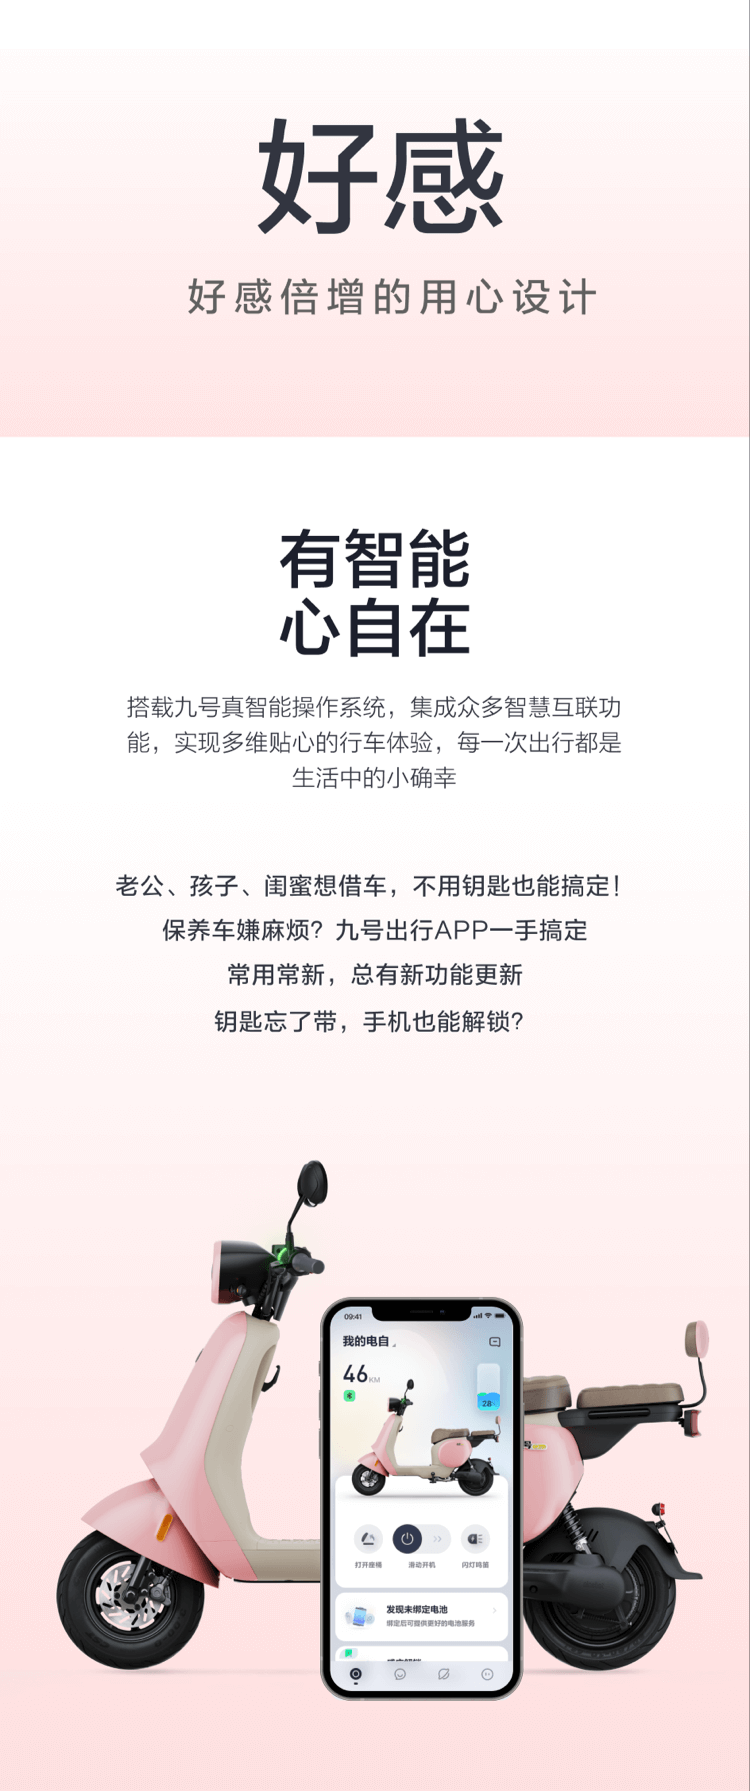 好感
好感倍增的用心设计
有智能
心自在
搭载九号真智能操作系统，集成众多智慧互联功
能，实现多维贴心的行车体验，每一次出行都是
生活中的小确幸
老公、孩子、闺蜜想借车，不用钥匙也能搞定！
保养车嫌麻烦？九号出行APP一手搞定
常用常新，总有新功能更新
钥匙忘了带，手机也能解锁？
09:41
我的电自
46KM
28
打开座桶
滑动开机
闪灯鸣笛
发现未绑定电池
绑定后可提供更好的电池服务